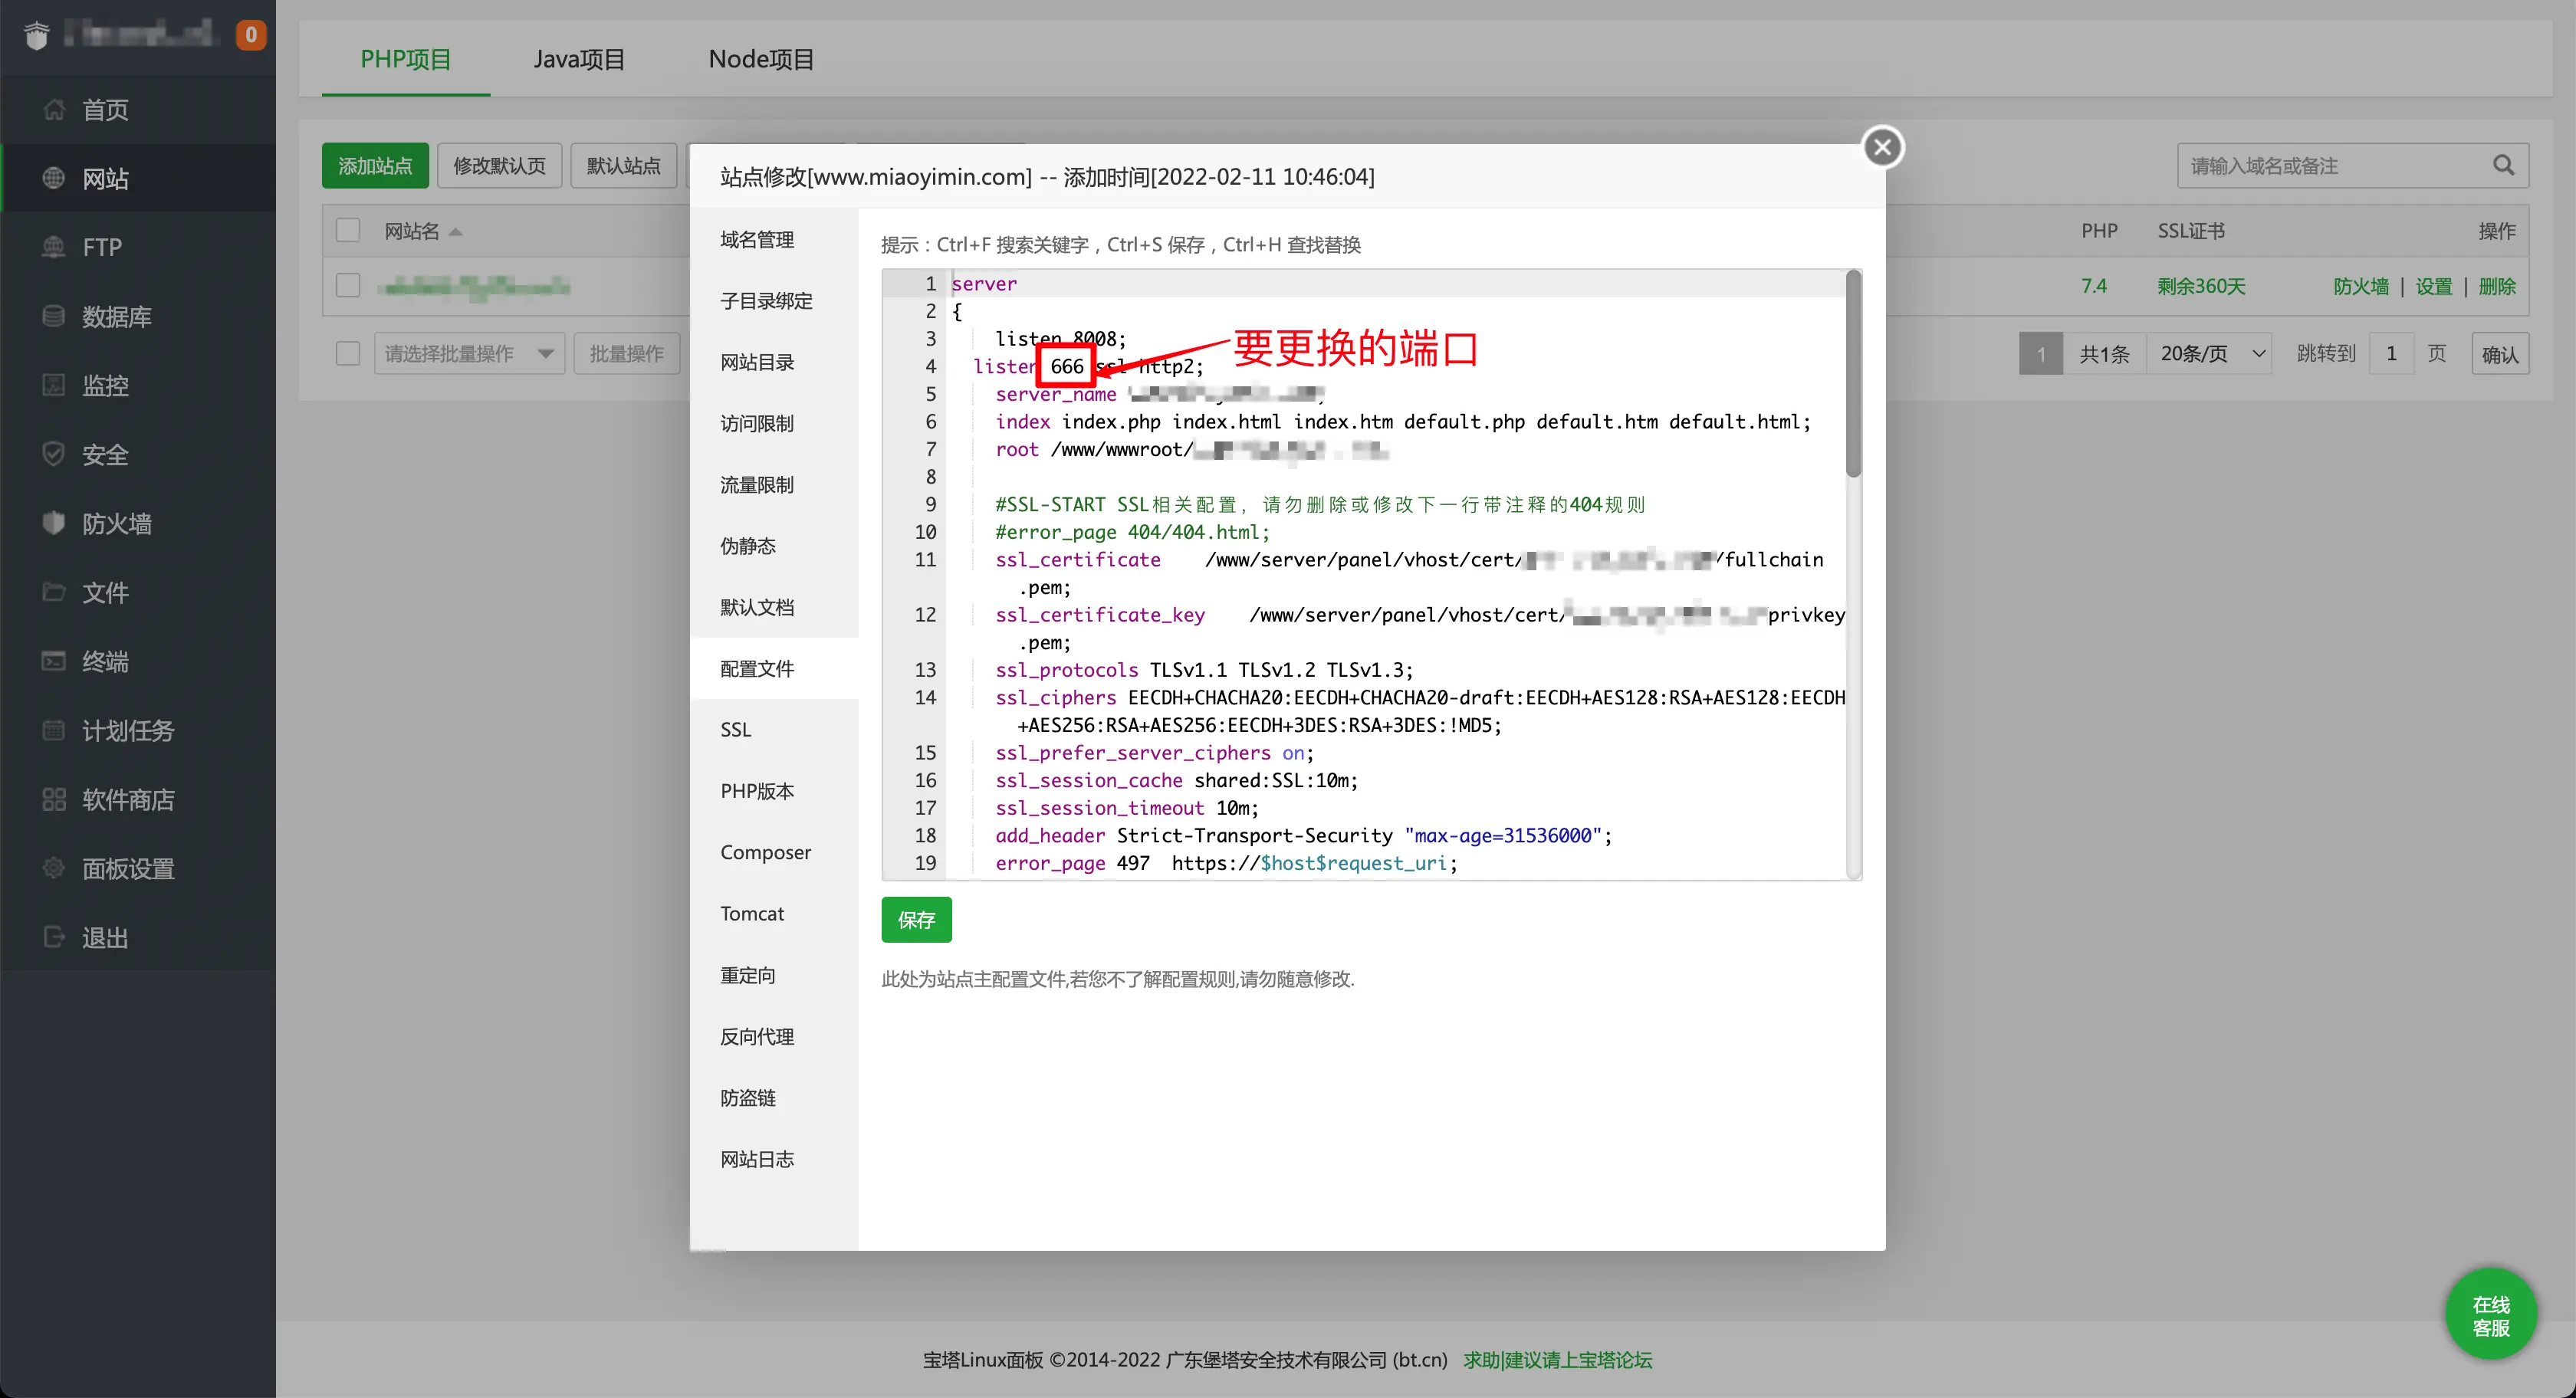 0
首页
网站
FTP
数据库
监控
安全
防火墙
文件
终端
计划任务
软件商店
面板设置
退出
PHP项目
Java项目
Node项目
添加站点
修改默认页
默认站点
请输入域名或备注
网站名
PHP
SSL证书
操作
7.4
剩余360天
防火墙 | 设置 | 删除
请选择批量操作
批量操作
1
共1条
20条/页
跳转到
1
页
确认
站点修改[www.miaoyimin.com] -- 添加时间[2022-02-11 10:46:04]
域名管理
子目录绑定
网站目录
访问限制
流量限制
伪静态
默认文档
配置文件
SSL
PHP版本
Composer
Tomcat
重定向
反向代理
防盗链
网站日志
提示：Ctrl+F 搜索关键字，Ctrl+S 保存，Ctrl+H 查找替换
1 server
2 {
3 listen 8008;
4 listen 666 ssl http2;
要更换的端口
5 server_name
6 index index.php index.html index.htm default.php default.htm default.html;
7 root /www/wwwroot/
8
9 #SSL-START SSL相关配置，请勿删除或修改下一行带注释的404规则
10 #error_page 404/404.html;
11 ssl_certificate /www/server/panel/vhost/cert/ /fullchain
.pem;
12 ssl_certificate_key /www/server/panel/vhost/cert/ privkey
.pem;
13 ssl_protocols TLSv1.1 TLSv1.2 TLSv1.3;
14 ssl_ciphers EECDH+CHACHA20:EECDH+CHACHA20-draft:EECDH+AES128:RSA+AES128:EECDH
+AES256:RSA+AES256:EECDH+3DES:RSA+3DES:!MD5;
15 ssl_prefer_server_ciphers on;
16 ssl_session_cache shared:SSL:10m;
17 ssl_session_timeout 10m;
18 add_header Strict-Transport-Security "max-age=31536000";
19 error_page 497 https://$host$request_uri;
保存
此处为站点主配置文件,若您不了解配置规则,请勿随意修改.
在线
客服
宝塔Linux面板 ©2014-2022 广东堡塔安全技术有限公司 (bt.cn) 求助|建议请上宝塔论坛